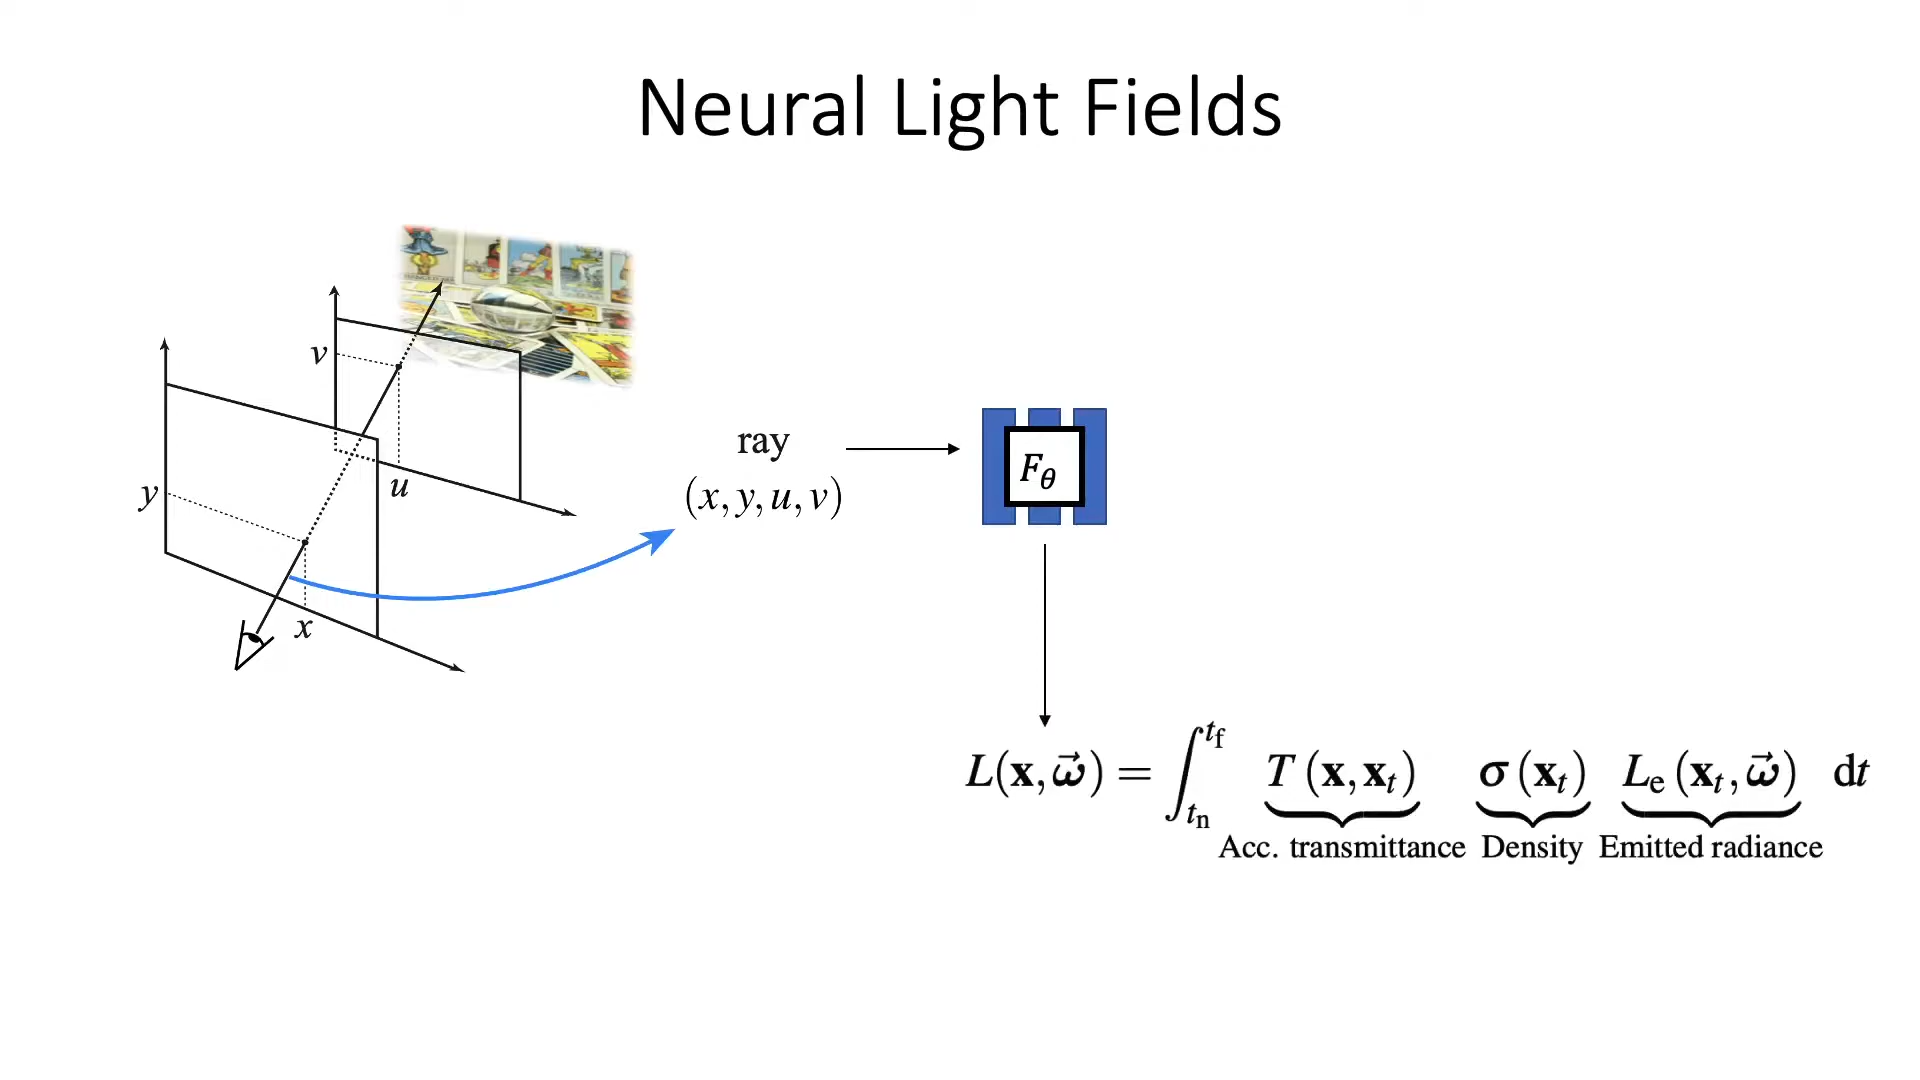 Neural Light Fields
v
u
y
x
ray
(x, y, u, v)
F_θ
L(𝐱, ω⃗) = ∫_{t_n}^{t_f} T(𝐱, 𝐱_t) σ(𝐱_t) L_e(𝐱_t, ω⃗) dt
Acc. transmittance Density Emitted radiance